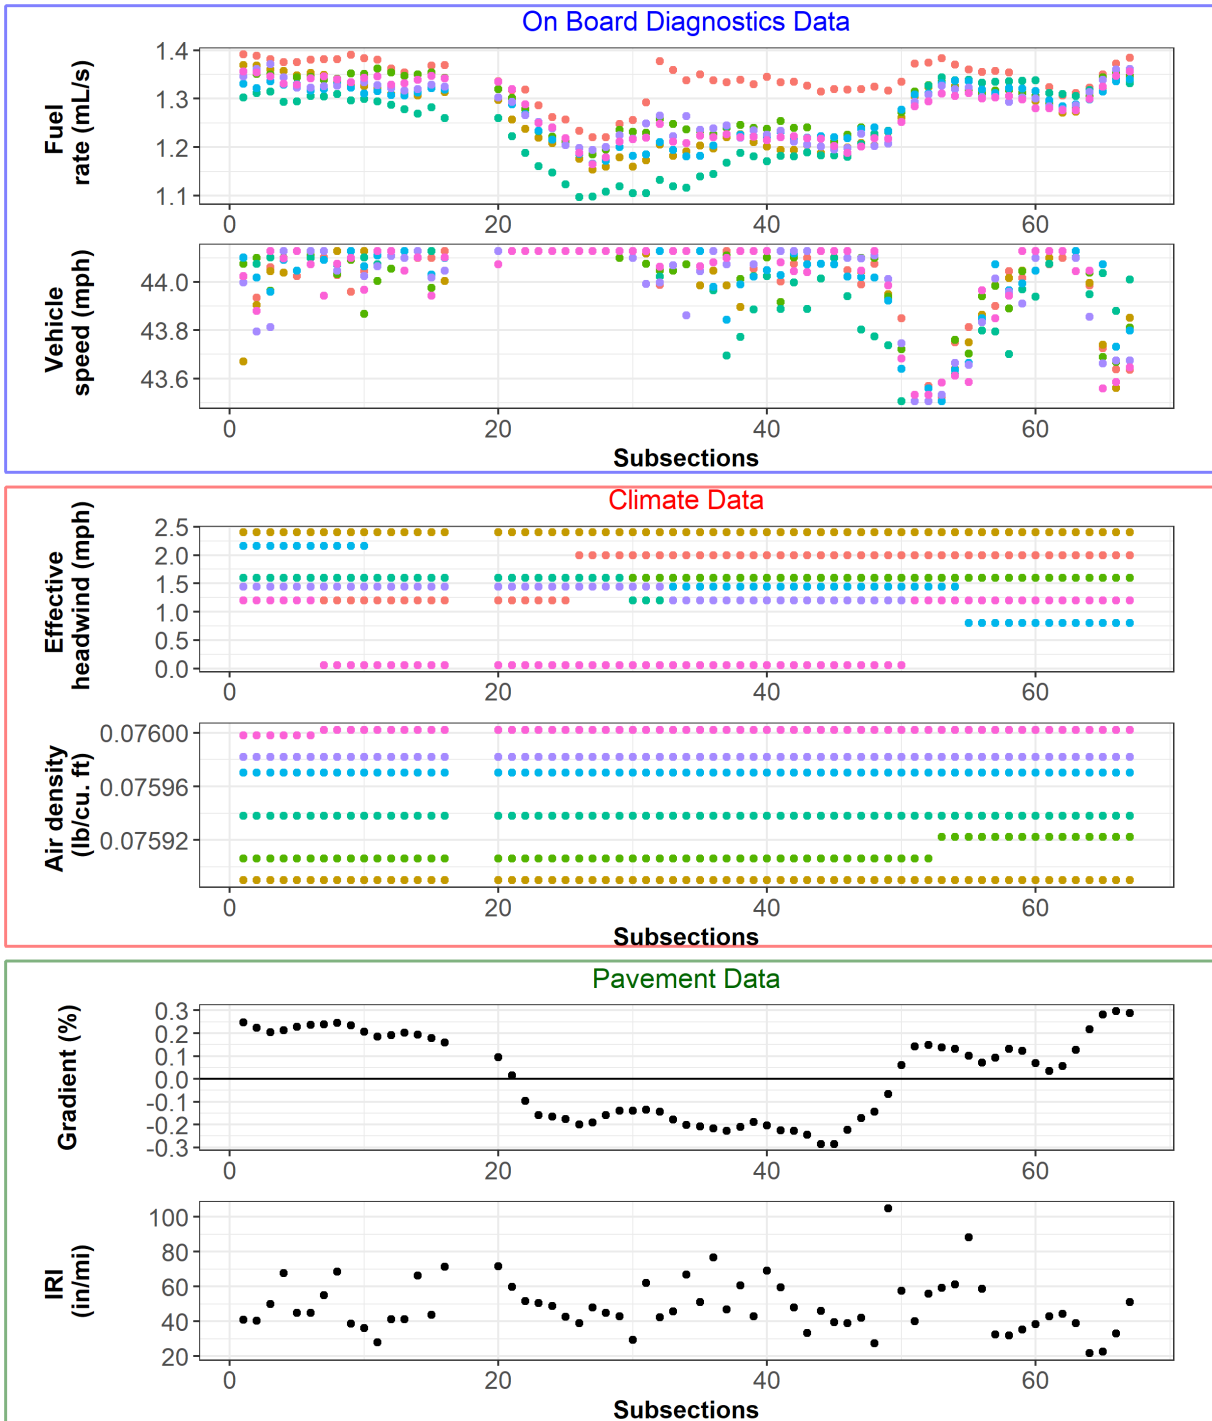 On Board Diagnostics Data
Fuel
rate (mL/s)
1.4
1.3
1.2
1.1
0 20 40 60
Vehicle
speed (mph)
44.0
43.8
43.6
0 20 40 60
Subsections
Climate Data
Effective
headwind (mph)
2.5
2.0
1.5
1.0
0.5
0.0
0 20 40 60
Air density
(lb/cu. ft)
0.07600
0.07596
0.07592
0 20 40 60
Subsections
Pavement Data
Gradient (%)
0.3
0.2
0.1
0.0
-0.1
-0.2
-0.3
0 20 40 60
IRI
(in/mi)
100
80
60
40
20
0 20 40 60
Subsections